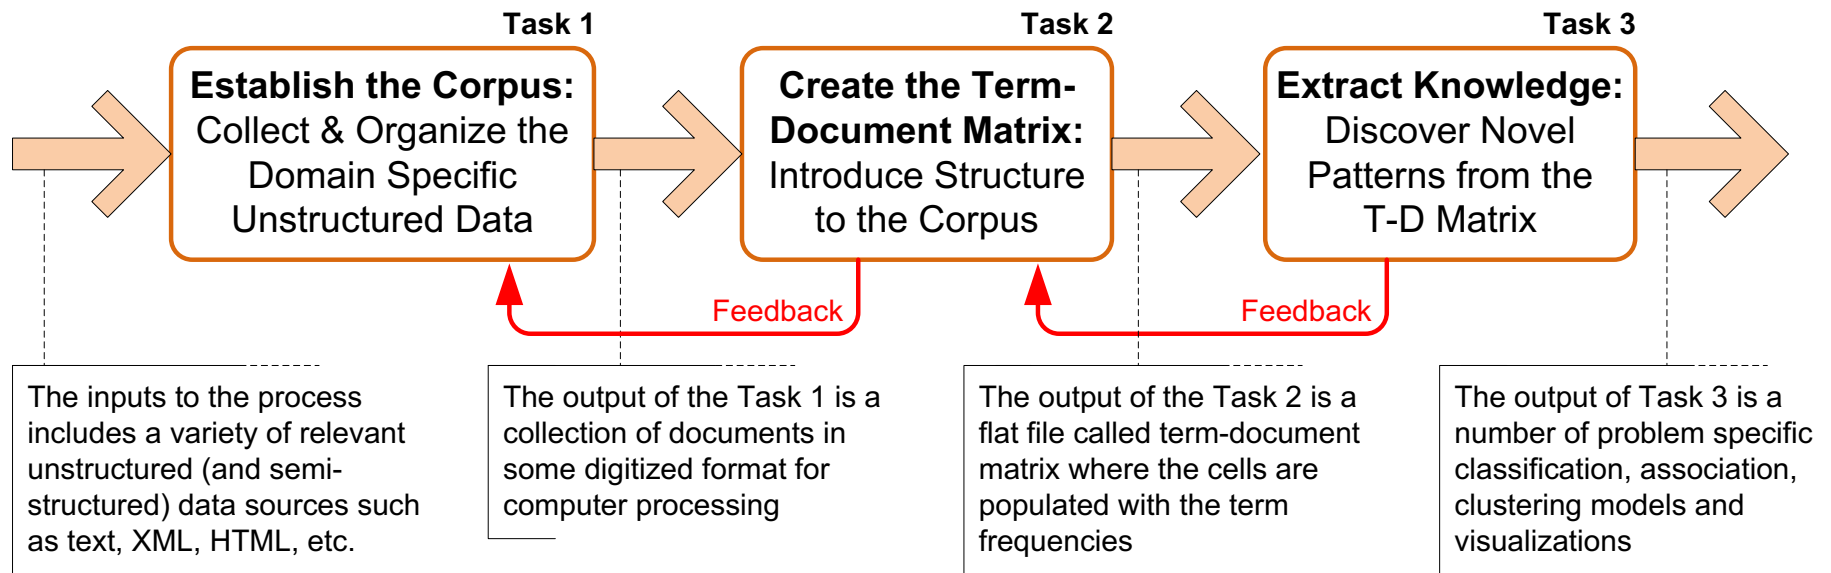 Task 1
Establish the Corpus:
Collect & Organize the
Domain Specific
Unstructured Data
Task 2
Create the Term-
Document Matrix:
Introduce Structure
to the Corpus
Task 3
Extract Knowledge:
Discover Novel
Patterns from the
T-D Matrix
Feedback
Feedback
The inputs to the process
includes a variety of relevant
unstructured (and semi-
structured) data sources such
as text, XML, HTML, etc.
The output of the Task 1 is a
collection of documents in
some digitized format for
computer processing
The output of the Task 2 is a
flat file called term-document
matrix where the cells are
populated with the term
frequencies
The output of Task 3 is a
number of problem specific
classification, association,
clustering models and
visualizations